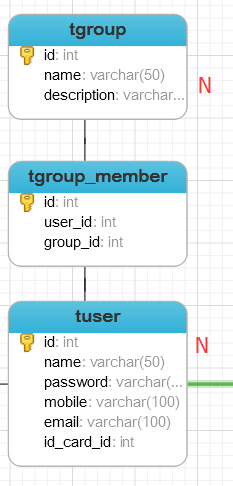 tgroup
id: int
name: varchar(50)
description: varchar...
N
tgroup_member
id: int
user_id: int
group_id: int
tuser
id: int
N
name: varchar(50)
password: varchar(...
mobile: varchar(100)
email: varchar(100)
id_card_id: int